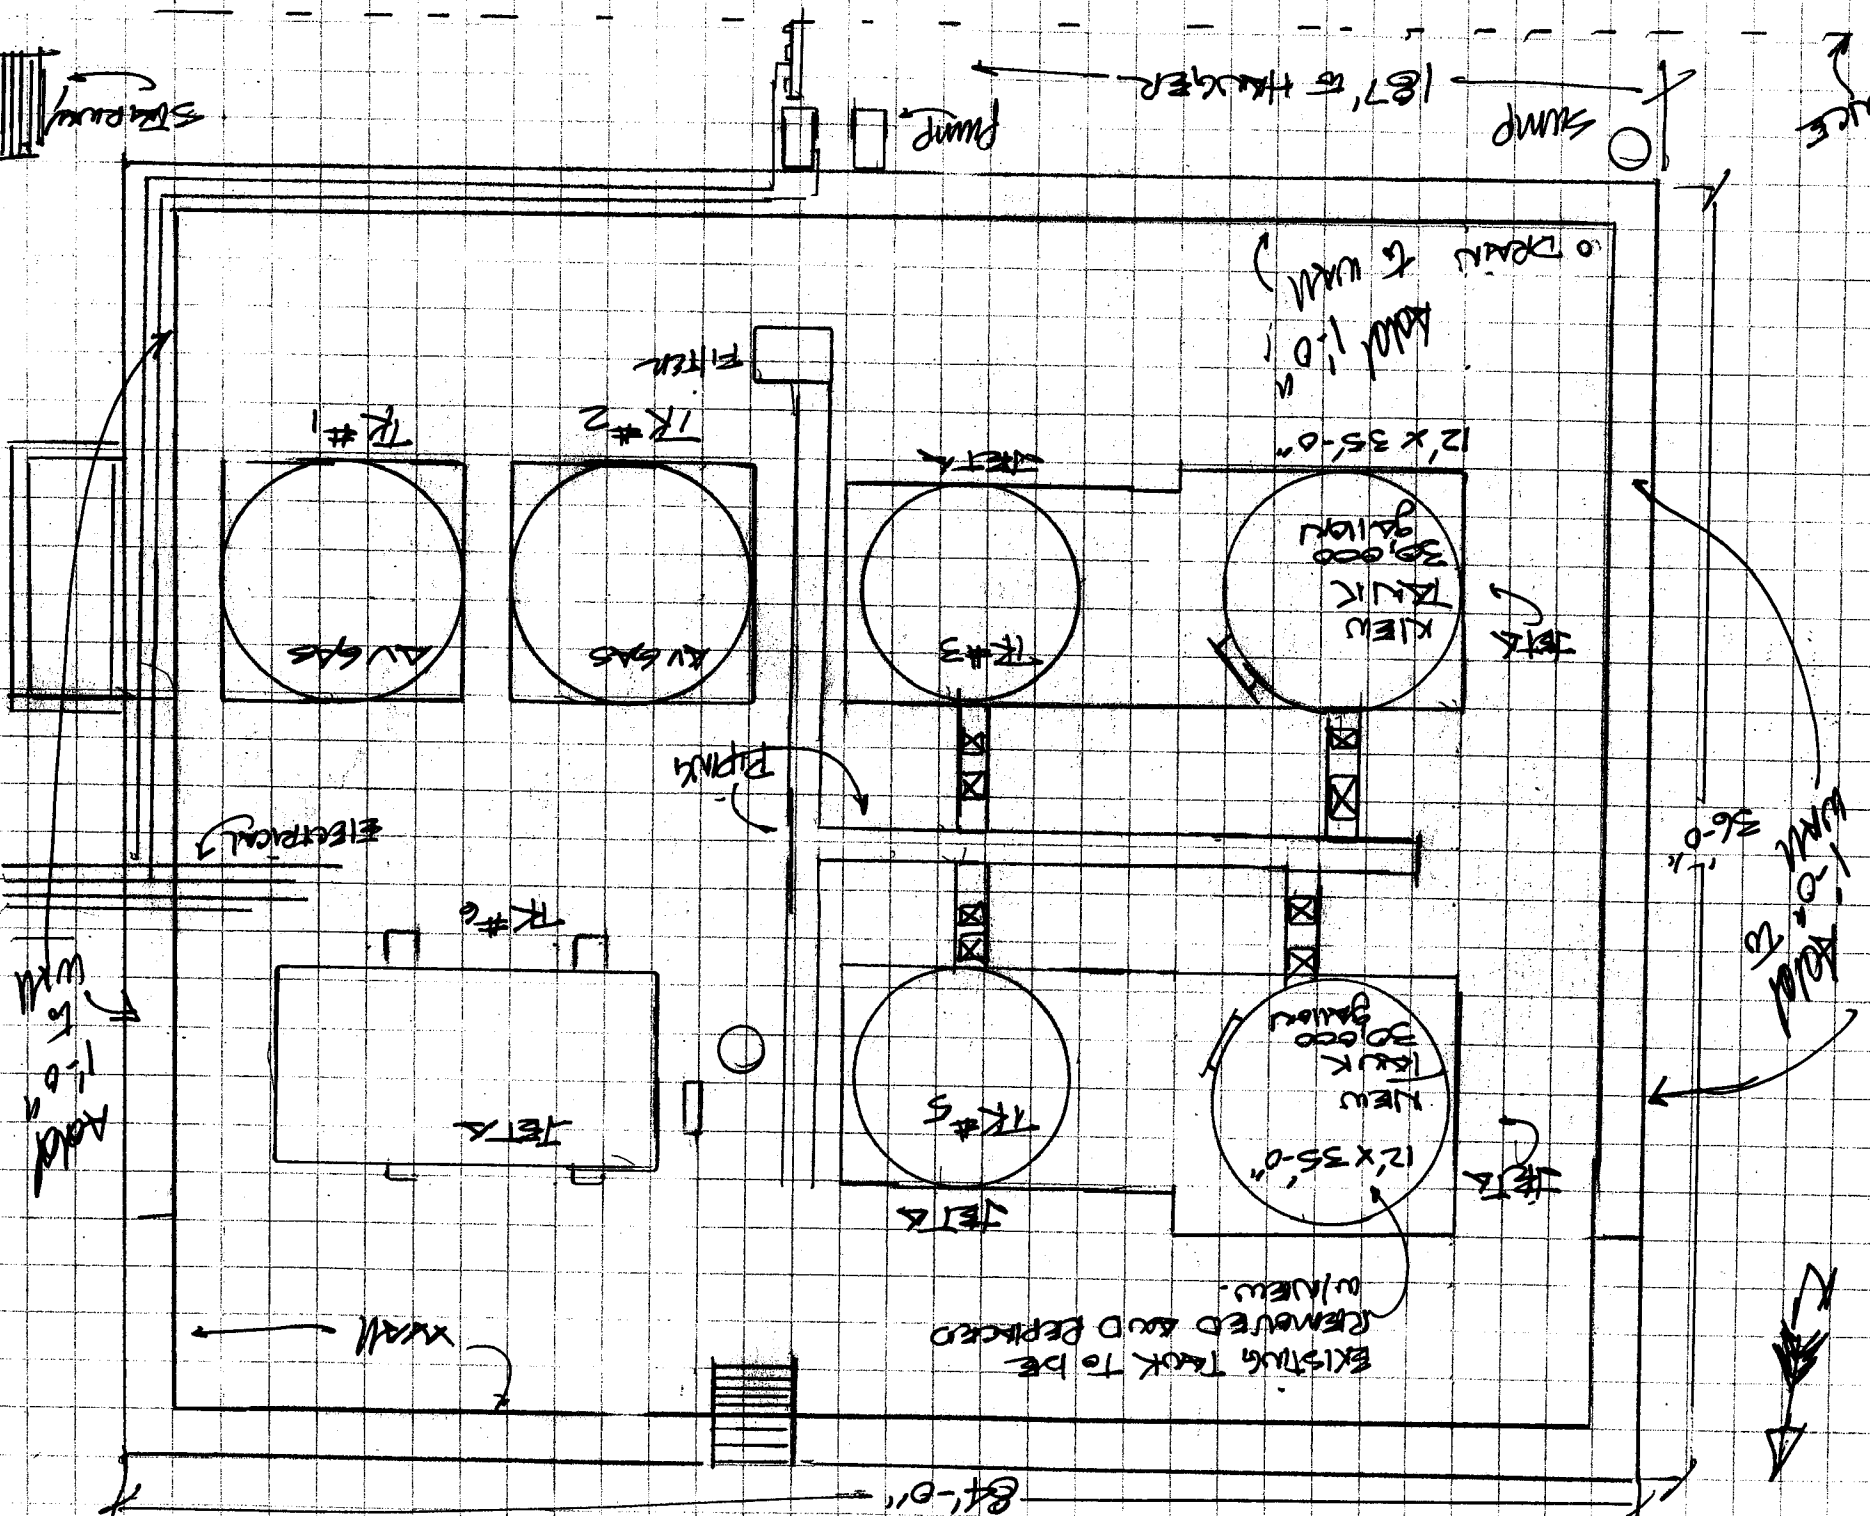 84'-0"
EXISTING TANK TO BE
REMOVED AND REPLACED
W/NEW.
WALL
JET A
12' X 35'-0"
NEW
TANK
30,000
gallon
JET A
TK #5
JET A
TK #6
Add
1'-0"
to
WALL
Add to
1'-0"
WALL
36'-0"
ELECTRICAL
PIPING
JET A
NEW
TANK
30,000
gallon
12' X 35'-0"
TK #3
JET A
AV GAS
TK #2
AV GAS
TK #1
FILTER
Add 1'-0"
to WALL
DRAIN
SUMP
PUMP
187' to HANGER